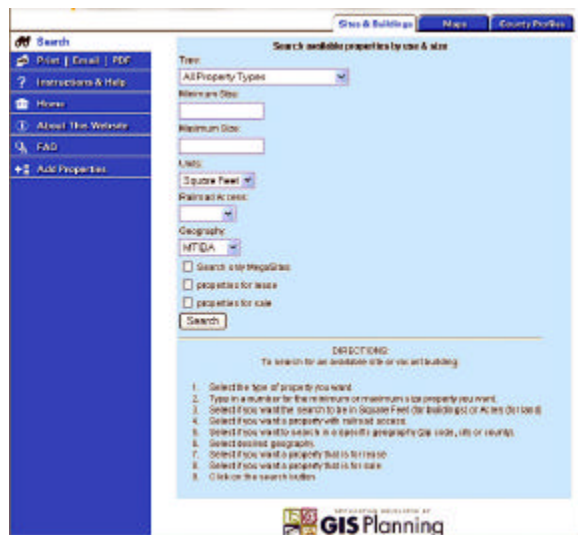 Sites & Buildings Maps County Profiles
Search
Print | Email | PDF
Instructions & Help
Home
About This Website
FAQ
Add Properties
Search available properties by use & size
Type:
All Property Types
Minimum Size:
Maximum Size:
Units:
Square Feet
Railroad Access:
Geography:
MTIDA
Search only MegaSites
properties for lease
properties for sale
Search
DIRECTIONS:
To search for an available site or vacant building
1. Select the type of property you want
2. Type in a number for the minimum or maximum size property you want.
3. Select if you want the search to be in Square Feet (for buildings) or Acres (for land)
4. Select if you want a property with railroad access.
5. Select if you want to search in a specific geography (zip code, city or county).
6. Select desired geography.
7. Select if you want a property that is for lease
8. Select if you want a property that is for sale
9. Click on the search button
APPLICATION DEVELOPED BY
GIS Planning